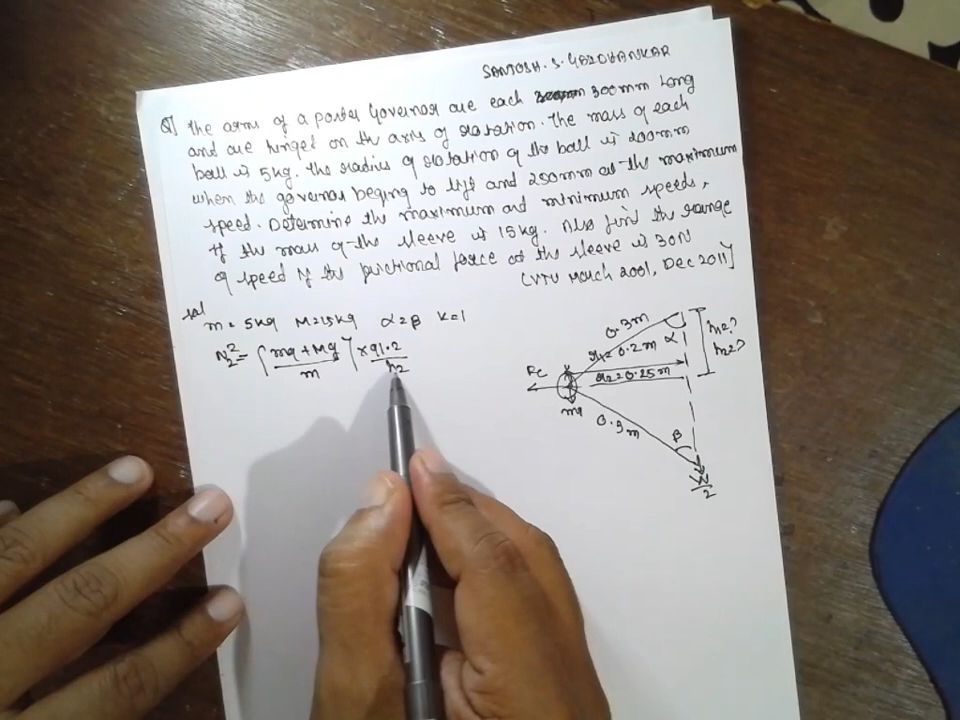 SANTOSH.S.GAIDHANKAR
Q] The arms of a porter Governor are each 300mm long
and are hinged on the axis of rotation. The mass of each
ball is 5kg. The radius of rotation of the ball is 200mm
when the governor begins to lift and 250mm at the maximum
speed. Determine the maximum and minimum speeds,
If the mass of the sleeve is 15kg. Also find the range
of speed if the frictional force at the sleeve is 30N
[VTU March 2001, Dec 2011]
sol
m = 5kg M=15kg α=β k=1
N₂² = (mg + Mg / m) × 91.2 / h₂
0.3m
α
h1?
h2?
r1 = 0.2m
r2 = 0.25m
Fc
mg
0.3m
β
W/2